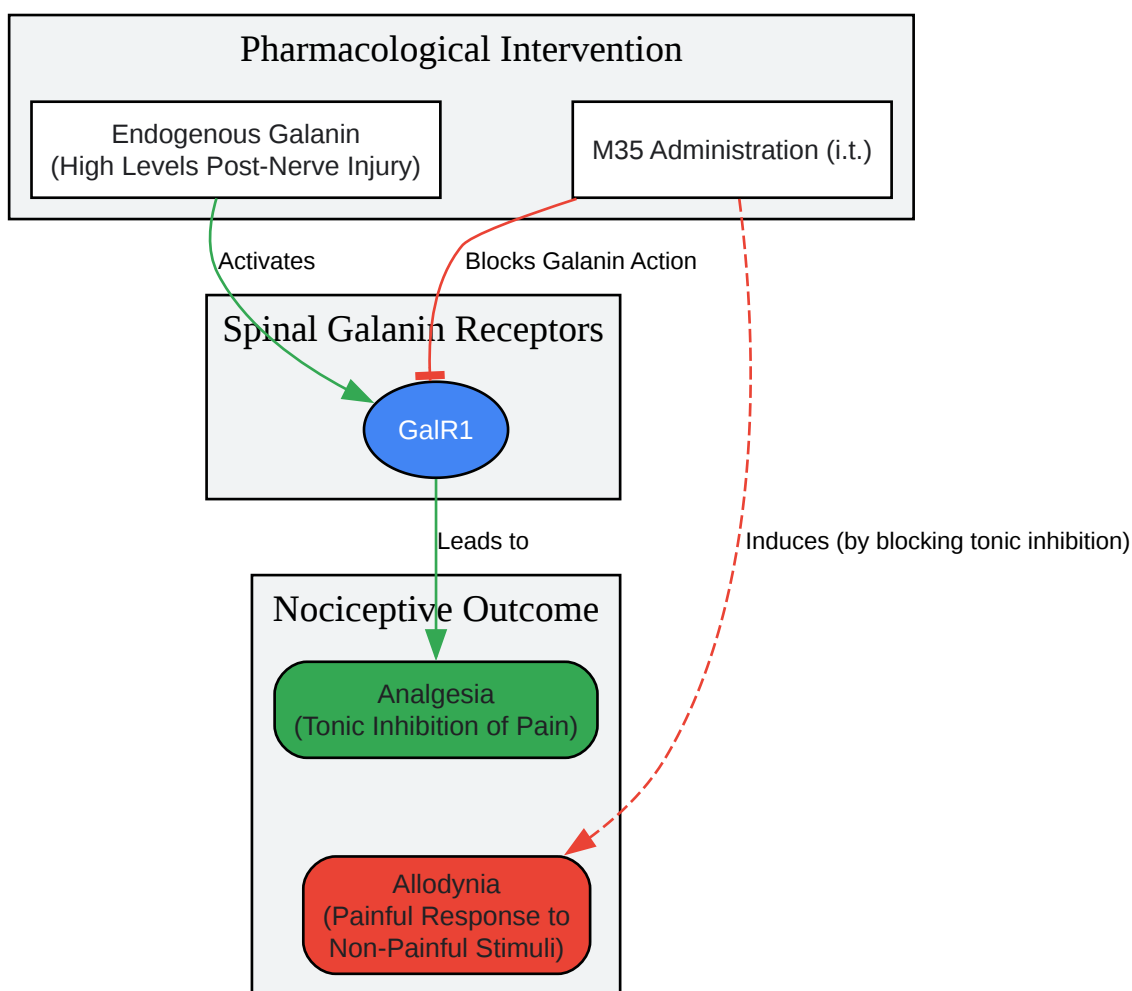 Pharmacological Intervention
Endogenous Galanin
(High Levels Post-Nerve Injury)
M35 Administration (i.t.)
Activates
Blocks Galanin Action
Spinal Galanin Receptors
GalR1
Leads to
Induces (by blocking tonic inhibition)
Nociceptive Outcome
Analgesia
(Tonic Inhibition of Pain)
Allodynia
(Painful Response to
Non-Painful Stimuli)